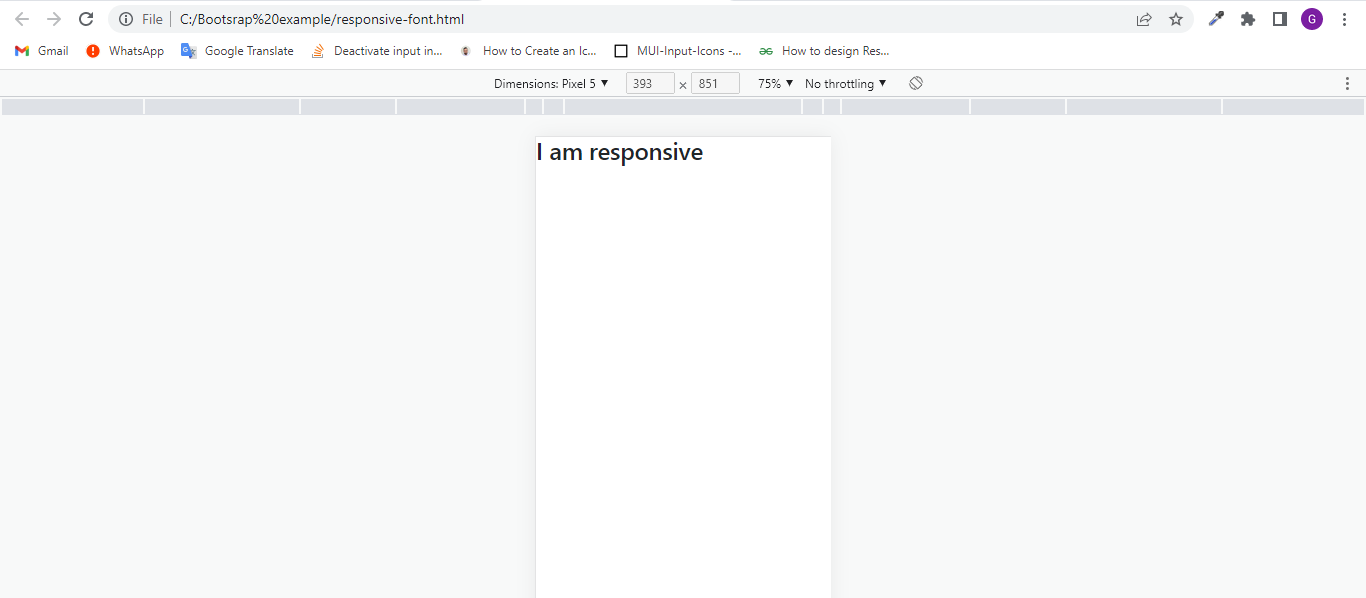 File C:/Bootsrap%20example/responsive-font.html G
Gmail WhatsApp Google Translate Deactivate input in... How to Create an Ic... MUI-Input-Icons -... How to design Res...
Dimensions: Pixel 5 ▼ 393 × 851 75% ▼ No throttling ▼
I am responsive